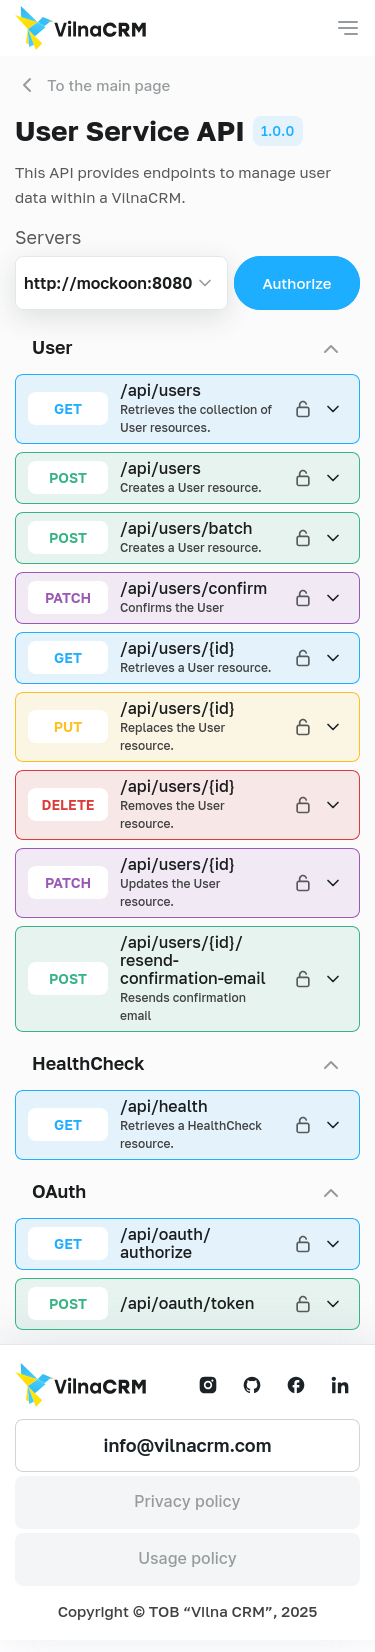 VilnaCRM
To the main page
User Service API 1.0.0
This API provides endpoints to manage user
data within a VilnaCRM.
Servers
http://mockoon:8080
Authorize
User
GET
/api/users
Retrieves the collection of
User resources.
POST
/api/users
Creates a User resource.
POST
/api/users/batch
Creates a User resource.
PATCH
/api/users/confirm
Confirms the User
GET
/api/users/{id}
Retrieves a User resource.
PUT
/api/users/{id}
Replaces the User
resource.
DELETE
/api/users/{id}
Removes the User
resource.
PATCH
/api/users/{id}
Updates the User
resource.
POST
/api/users/{id}/
resend-
confirmation-email
Resends confirmation
email
HealthCheck
GET
/api/health
Retrieves a HealthCheck
resource.
OAuth
GET
/api/oauth/
authorize
POST
/api/oauth/token
VilnaCRM
info@vilnacrm.com
Privacy policy
Usage policy
Copyright © ТОВ “Vilna CRM”, 2025